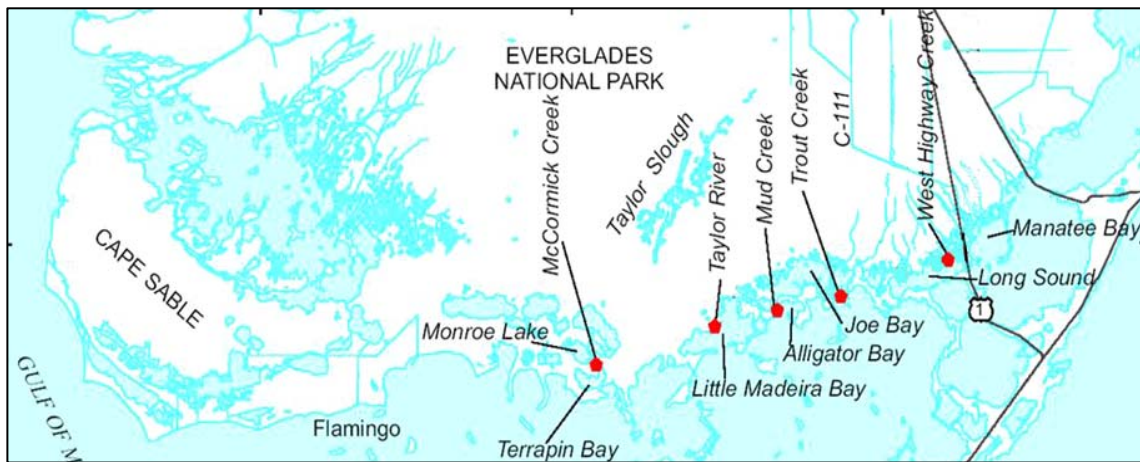 EVERGLADES
NATIONAL PARK
McCormick Creek
Taylor Slough
Taylor River
Mud Creek
Trout Creek
C-111
West Highway Creek
Manatee Bay
Long Sound
1
Joe Bay
Alligator Bay
Little Madeira Bay
CAPE SABLE
Monroe Lake
Terrapin Bay
Flamingo
GULF OF M